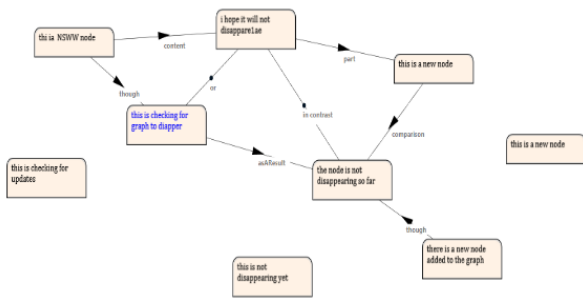 i hope it will not
disappare1ae
thi ia NSWW node
content
part
this is a new node
though
or
this is checking for
graph to diapper
in contrast
comparison
this is a new node
asAResult
this is checking for
updates
the node is not
disappearing so far
though
there is a new node
added to the graph
this is not
disappearing yet